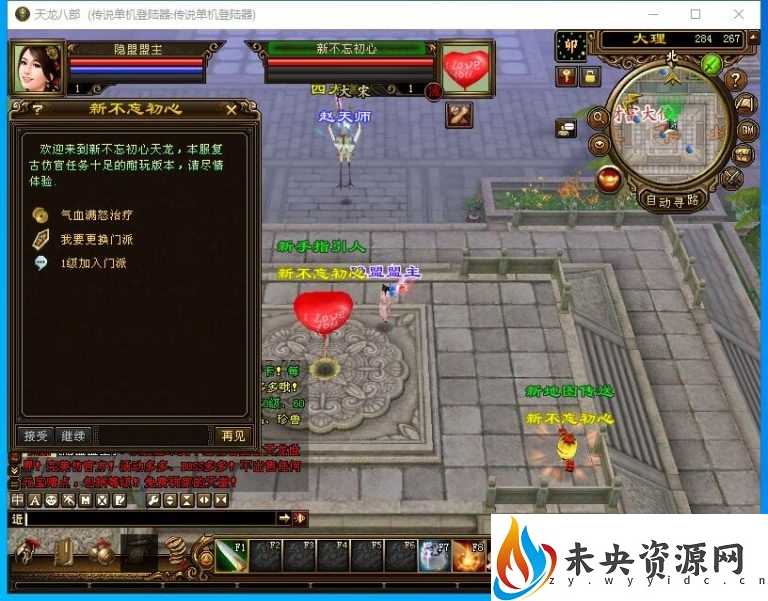 天龙八部 (传说单机登陆器:传说单机登陆器)
隐盟盟主
1
新不忘初心
1
大理
284 267
北
自动寻路
GM
?
新不忘初心
欢迎来到新不忘初心天龙，本服复
古仿官任务十足的耐玩版本，请尽情
体验.
气血满怒治疗
我要更换门派
1级加入门派
接受
继续
再见
大宋
赵天师
新手指引人
新不忘初心
盟盟主
I LOVE
YOU
新地图传送
新不忘初心
近
F1
F2
F3
F4
F5
F6
F7
F8
未央资源网
zy.wyyidc.cn